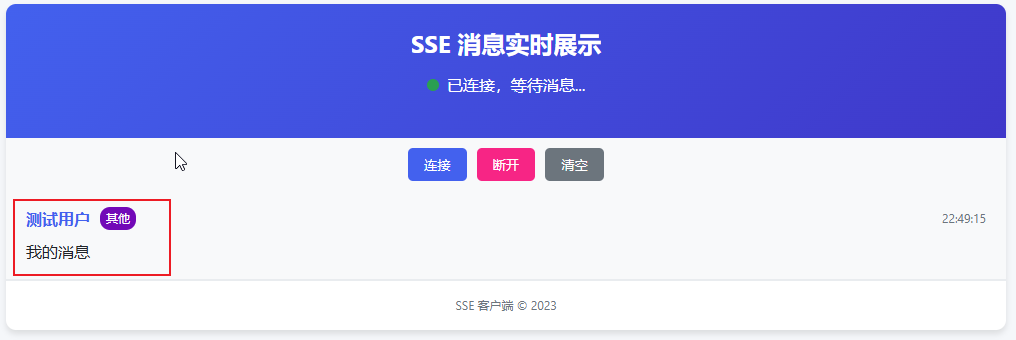 SSE 消息实时展示
已连接，等待消息...
连接 断开 清空
测试用户 其他 22:49:15
我的消息
SSE 客户端 © 2023